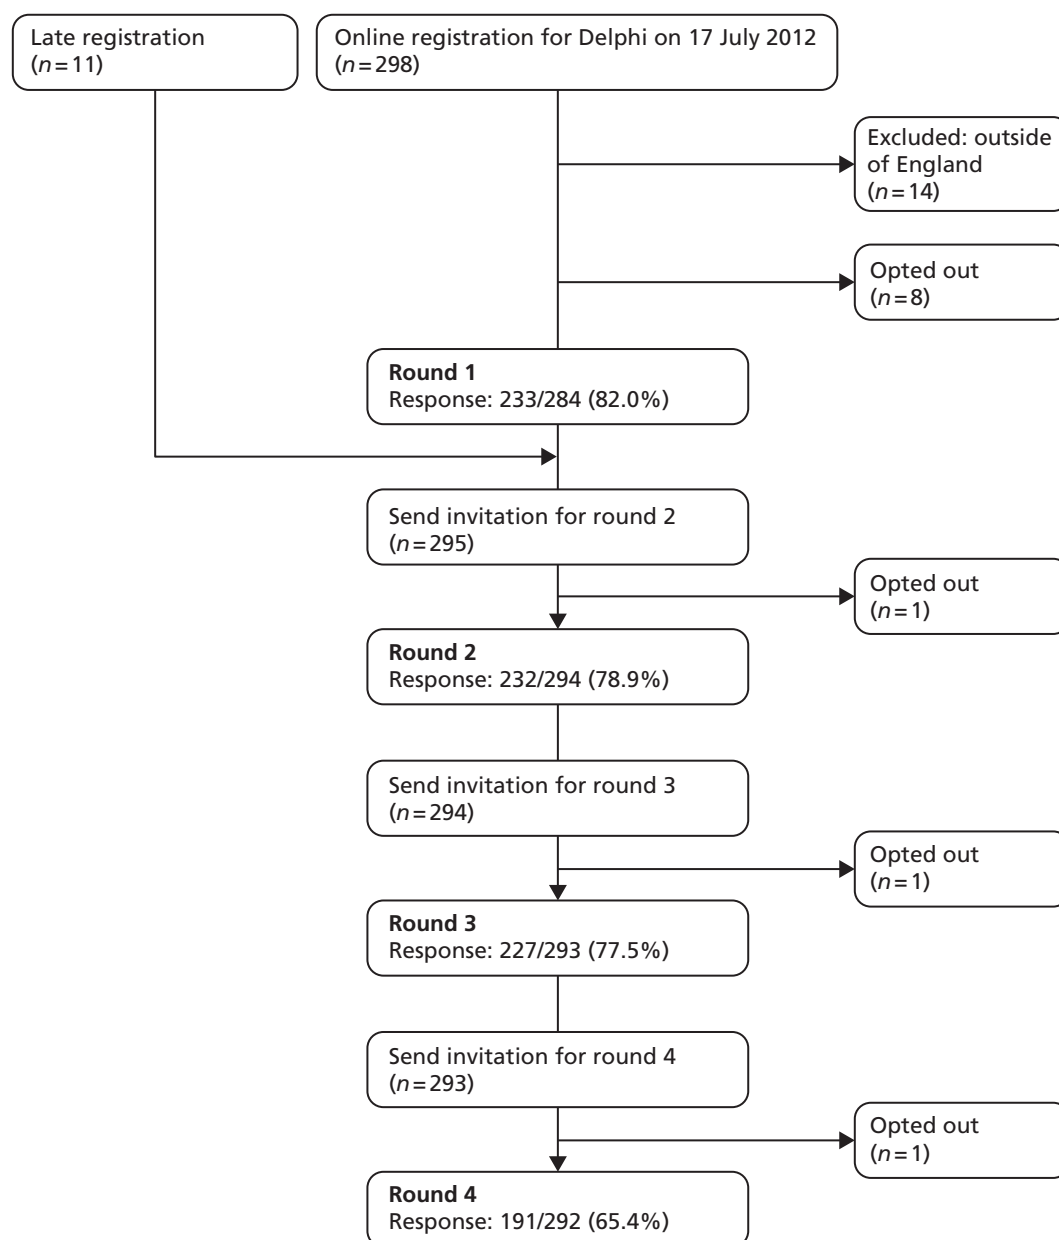 Late registration
(n=11)
Online registration for Delphi on 17 July 2012
(n=298)
Excluded: outside
of England
(n=14)
Opted out
(n=8)
Round 1
Response: 233/284 (82.0%)
Send invitation for round 2
(n=295)
Opted out
(n=1)
Round 2
Response: 232/294 (78.9%)
Send invitation for round 3
(n=294)
Opted out
(n=1)
Round 3
Response: 227/293 (77.5%)
Send invitation for round 4
(n=293)
Opted out
(n=1)
Round 4
Response: 191/292 (65.4%)